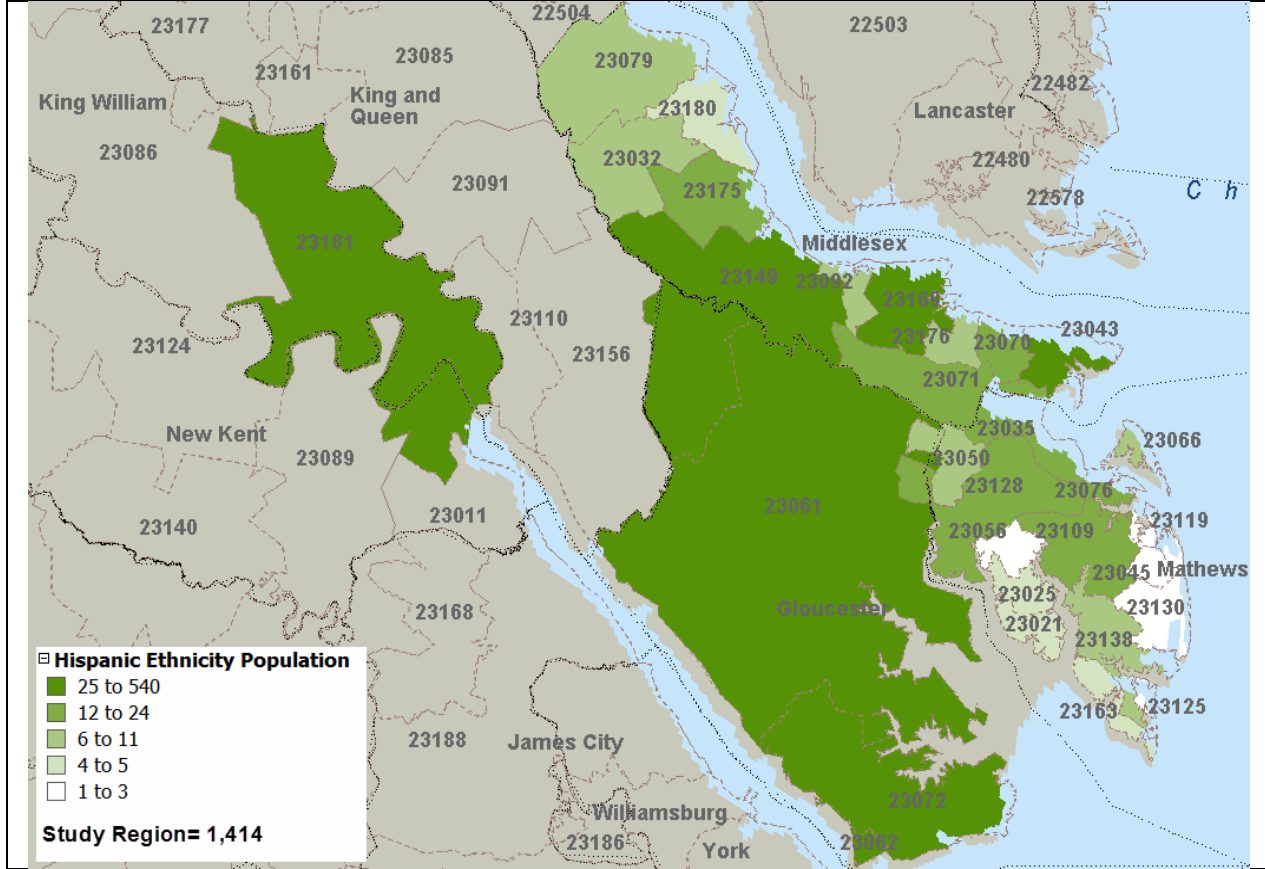 22504
23177
22503
23085
23079
23161
22482
King William
King and
Queen
23180
Lancaster
23086
23032
22480
23091
23175
22578
C h
23181
Middlesex
23149
23092
23169
23110
23124
23176
23070
23043
23156
23071
New Kent
23035
23066
23089
23050
23128
23076
23061
23140
23011
23056
23109
23119
23045
Mathews
23025
23168
Gloucester
23130
23021
23138
Hispanic Ethnicity Population
25 to 540
12 to 24
6 to 11
4 to 5
1 to 3
Study Region= 1,414
23163
23125
23188
James City
23072
Williamsburg
23186
York
23062